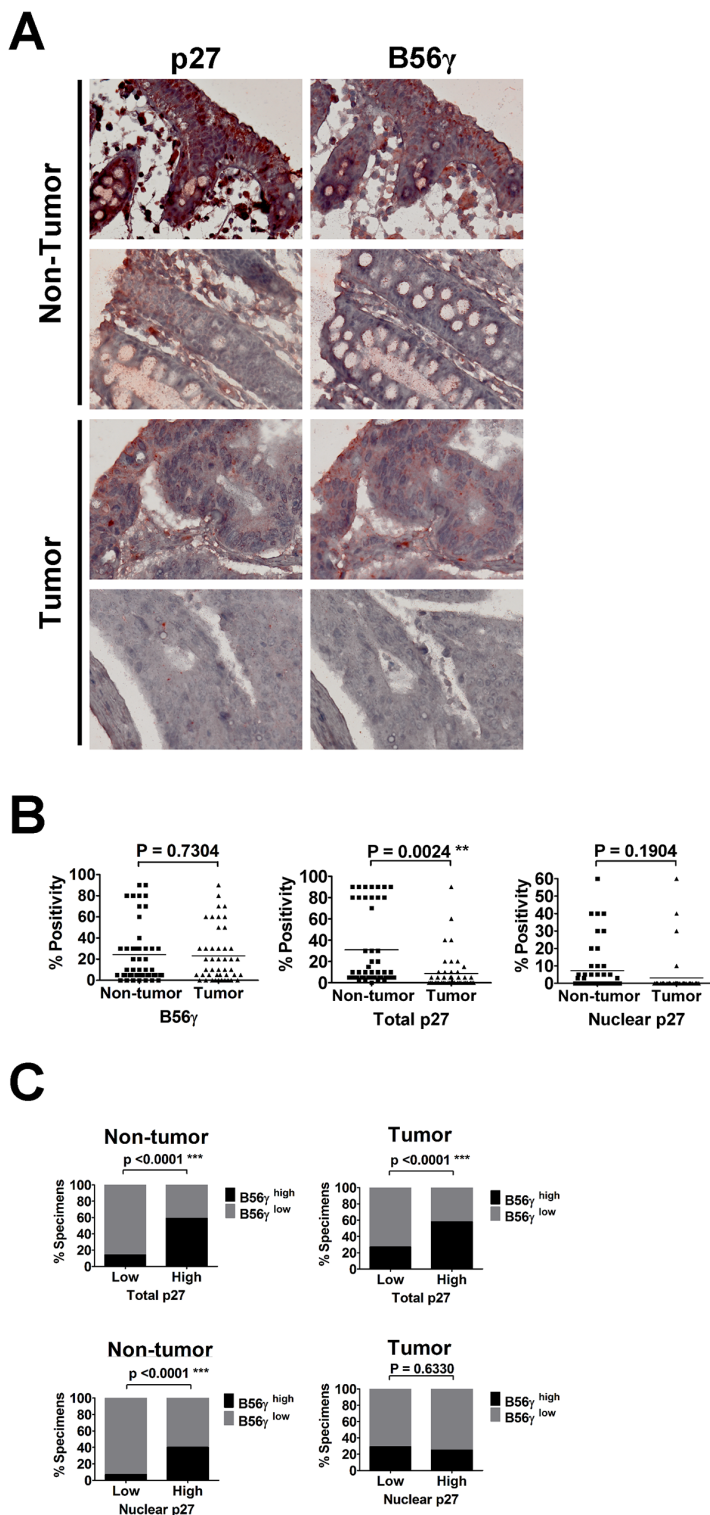 A
p27 B56γ
Non-Tumor
Tumor
B
P = 0.7304
% Positivity
100
80
60
40
20
0
Non-tumor Tumor
B56γ
P = 0.0024 **
% Positivity
100
80
60
40
20
0
Non-tumor Tumor
Total p27
P = 0.1904
% Positivity
60
50
40
30
20
10
0
Non-tumor Tumor
Nuclear p27
C
Non-tumor
p <0.0001 ***
% Specimens
100
80
60
40
20
0
Low High
Total p27
B56γ high
B56γ low
Tumor
p <0.0001 ***
% Specimens
100
80
60
40
20
0
Low High
Total p27
B56γ high
B56γ low
Non-tumor
p <0.0001 ***
% Specimens
100
80
60
40
20
0
Low High
Nuclear p27
B56γ high
B56γ low
Tumor
P = 0.6330
% Specimens
100
80
60
40
20
0
Low High
Nuclear p27
B56γ high
B56γ low